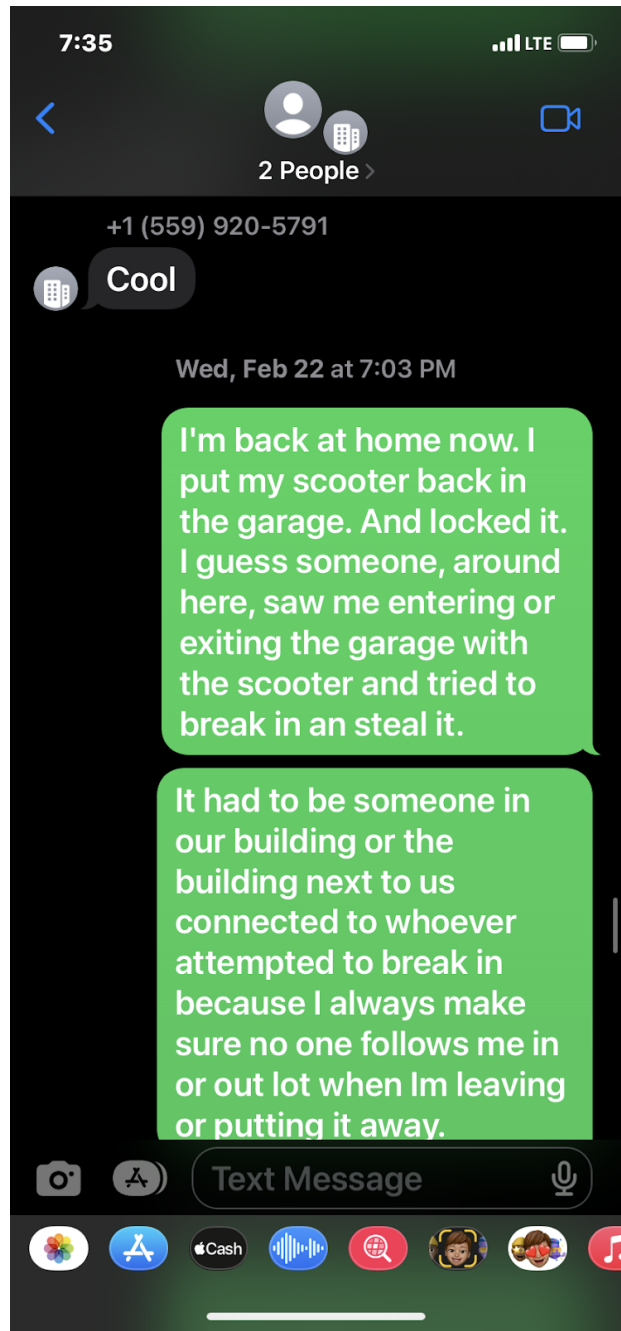 7:35
LTE
2 People
+1 (559) 920-5791
Cool
Wed, Feb 22 at 7:03 PM
I'm back at home now. I
put my scooter back in
the garage. And locked it.
I guess someone, around
here, saw me entering or
exiting the garage with
the scooter and tried to
break in an steal it.
It had to be someone in
our building or the
building next to us
connected to whoever
attempted to break in
because I always make
sure no one follows me in
or out lot when Im leaving
or putting it away.
Text Message
Cash